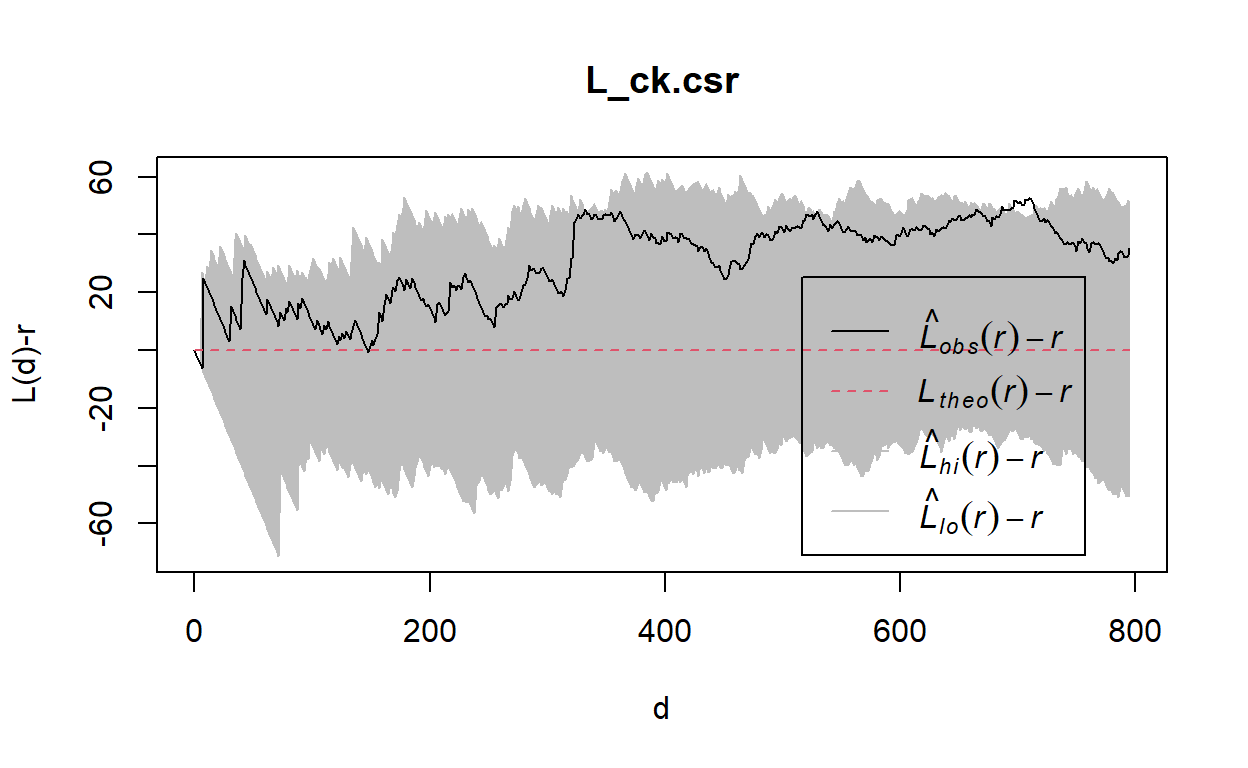 L_ck.csr
L(d)-r
60
20
-20
-60
L̂obs(r) – r
Ltheo(r) – r
L̂hi(r) – r
L̂lo(r) – r
0 200 400 600 800
d